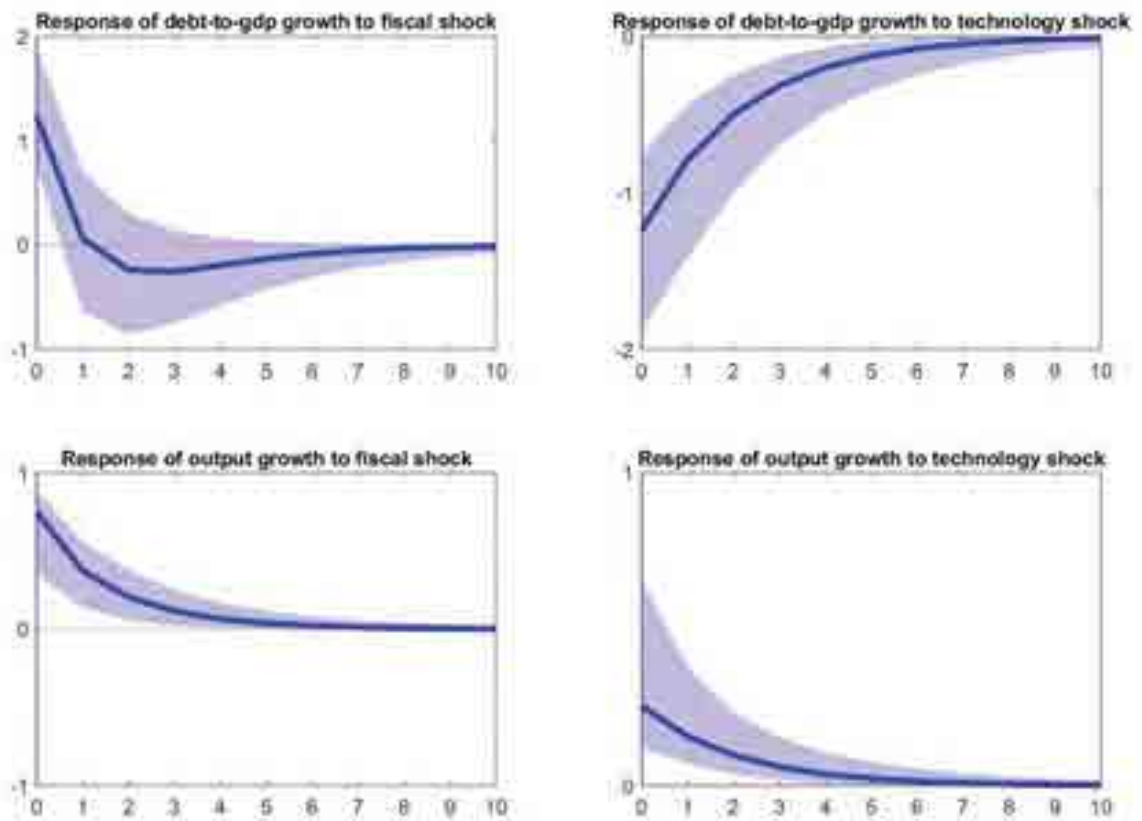 Response of debt-to-gdp growth to fiscal shock
2
1
0
-1
0 1 2 3 4 5 6 7 8 9 10
Response of debt-to-gdp growth to technology shock
0
-1
-2
0 1 2 3 4 5 6 7 8 9 10
Response of output growth to fiscal shock
1
0
-1
0 1 2 3 4 5 6 7 8 9 10
Response of output growth to technology shock
1
0
0 1 2 3 4 5 6 7 8 9 10